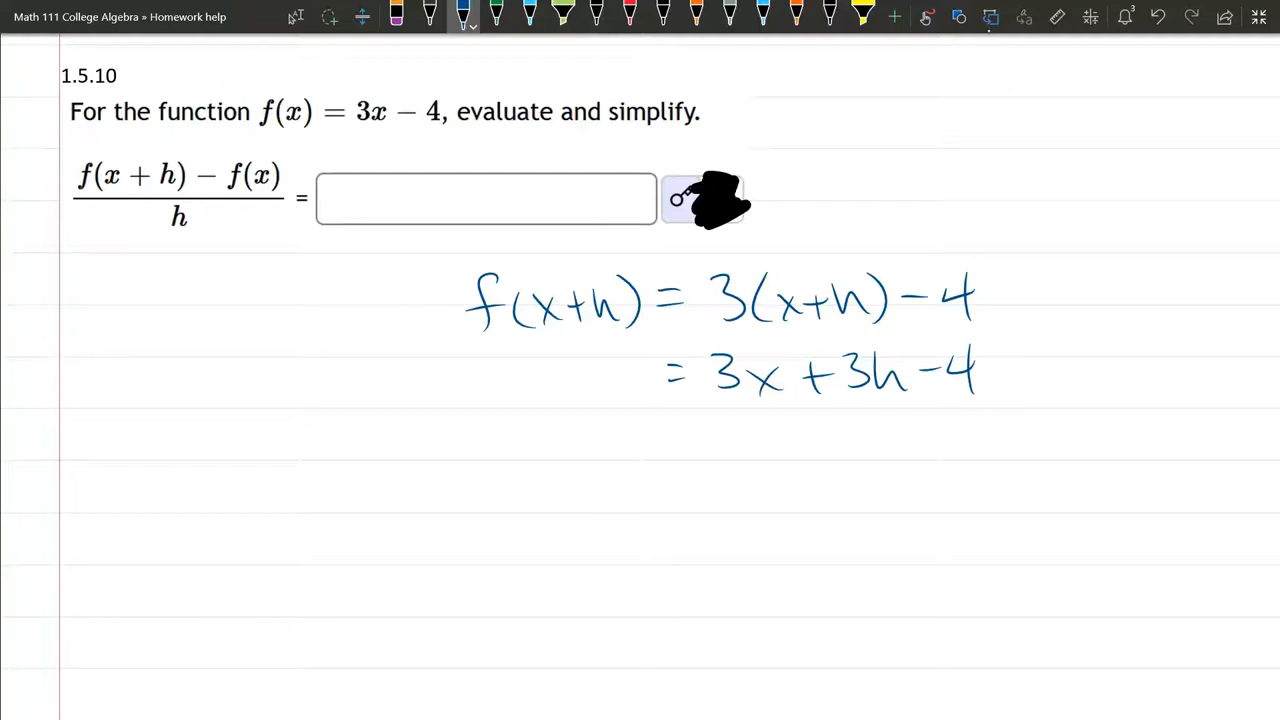 Math 111 College Algebra » Homework help
3
1.5.10
For the function f(x) = 3x − 4, evaluate and simplify.
f(x + h) − f(x)
h
=
f(x+h) = 3(x+h) − 4
= 3x + 3h − 4